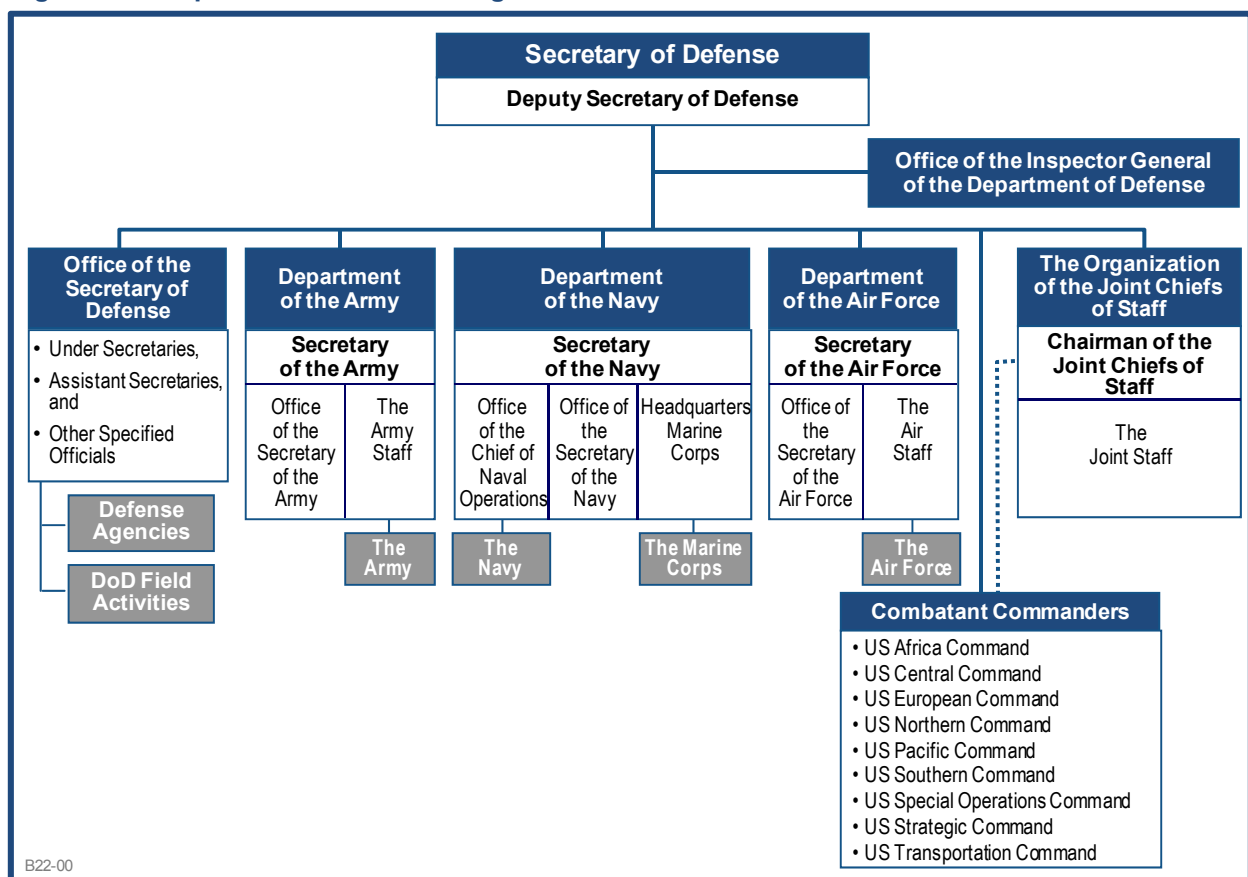 Secretary of Defense
Deputy Secretary of Defense
Office of the Inspector General
of the Department of Defense
Office of the
Secretary of
Defense
• Under Secretaries,
• Assistant Secretaries,
and
• Other Specified
Officials
Defense
Agencies
DoD Field
Activities
Department
of the Army
Secretary
of the Army
Office
of the
Secretary
of the
Army
The
Army
Staff
The
Army
Department
of the Navy
Secretary
of the Navy
Office
of the
Chief of
Naval
Operations
Office of
the
Secretary
of the
Navy
Headquarters
Marine
Corps
The
Navy
The Marine
Corps
Department
of the Air Force
Secretary
of the Air Force
Office of
the
Secretary
of the
Air Force
The
Air
Staff
The
Air Force
The Organization
of the Joint Chiefs
of Staff
Chairman of the
Joint Chiefs of
Staff
The
Joint Staff
Combatant Commanders
• US Africa Command
• US Central Command
• US European Command
• US Northern Command
• US Pacific Command
• US Southern Command
• US Special Operations Command
• US Strategic Command
• US Transportation Command
B22-00